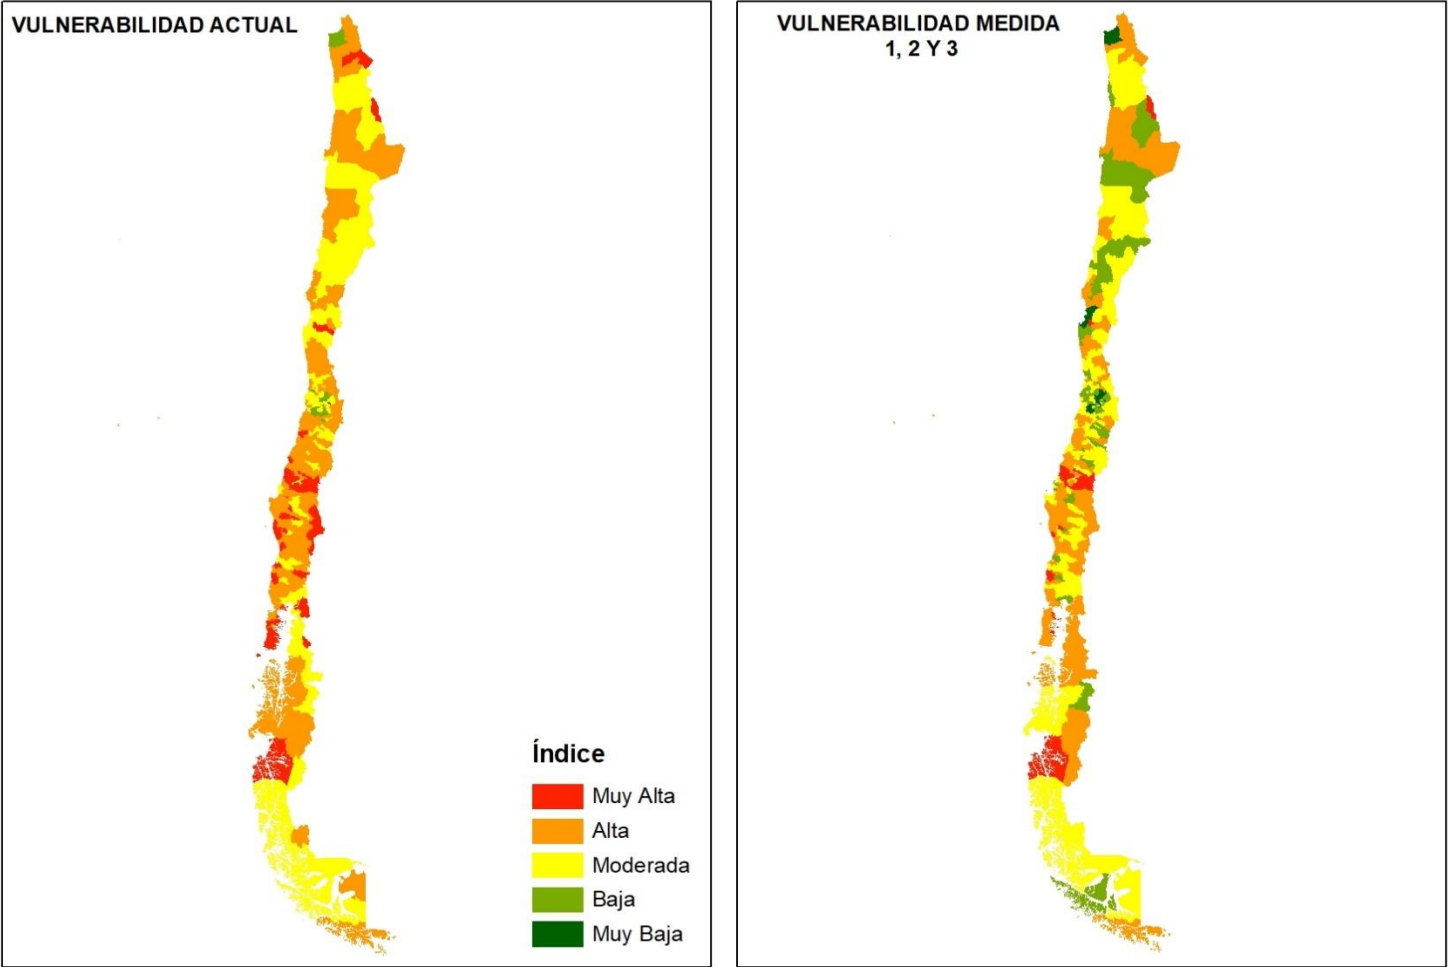 VULNERABILIDAD ACTUAL
VULNERABILIDAD MEDIDA
1, 2 Y 3
Índice
Muy Alta
Alta
Moderada
Baja
Muy Baja